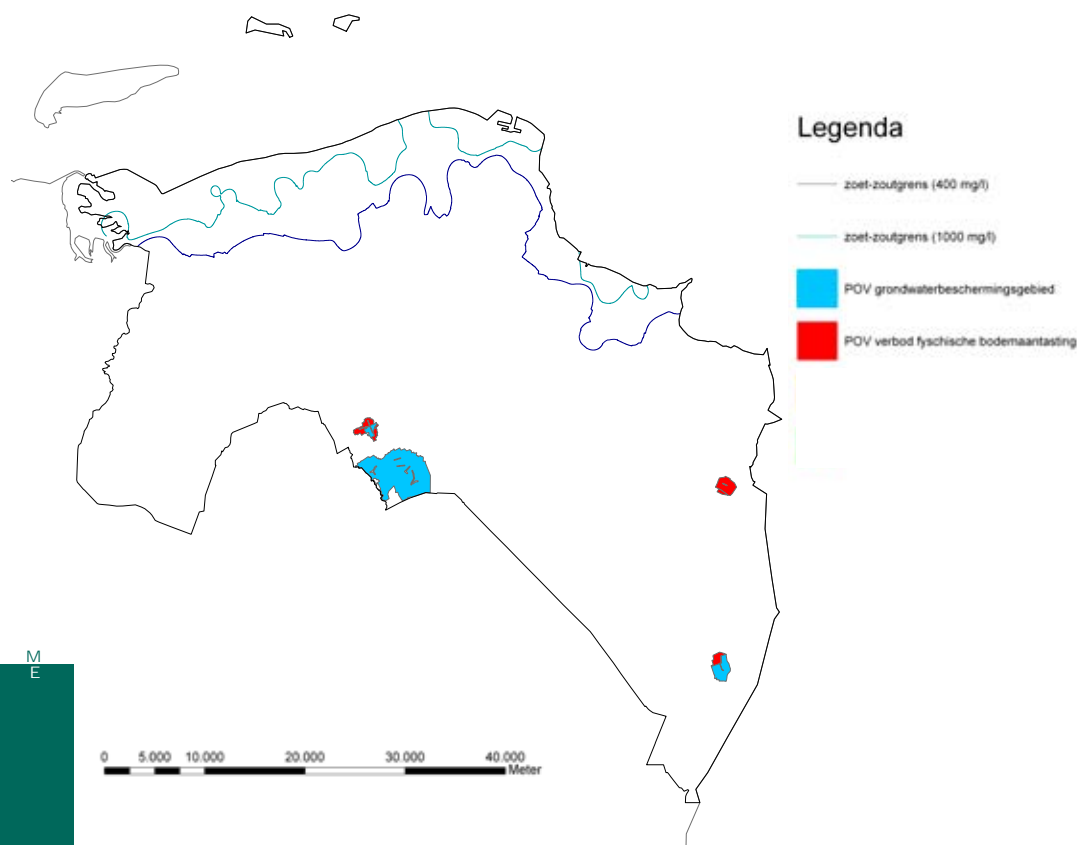 Legenda
zoet-zoutgrens (400 mg/l)
zoet-zoutgrens (1000 mg/l)
POV grondwaterbeschermingsgebied
POV verbod fyschische bodemaantasting
M
E
0 5.000 10.000 20.000 30.000 40.000
Meter